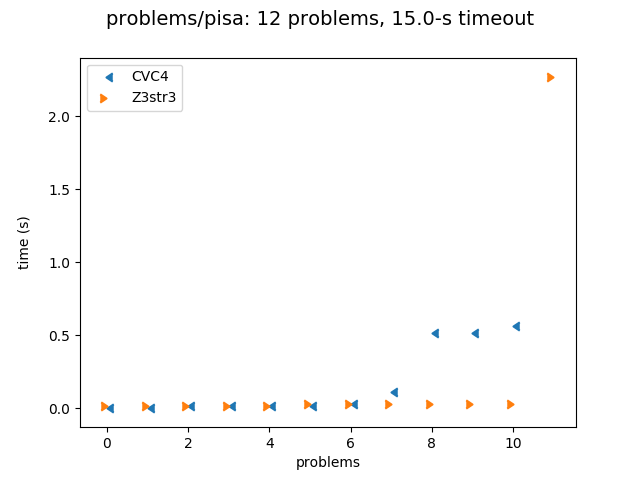 problems/pisa: 12 problems, 15.0-s timeout
CVC4
Z3str3
2.0
1.5
1.0
0.5
0.0
time (s)
0 2 4 6 8 10
problems